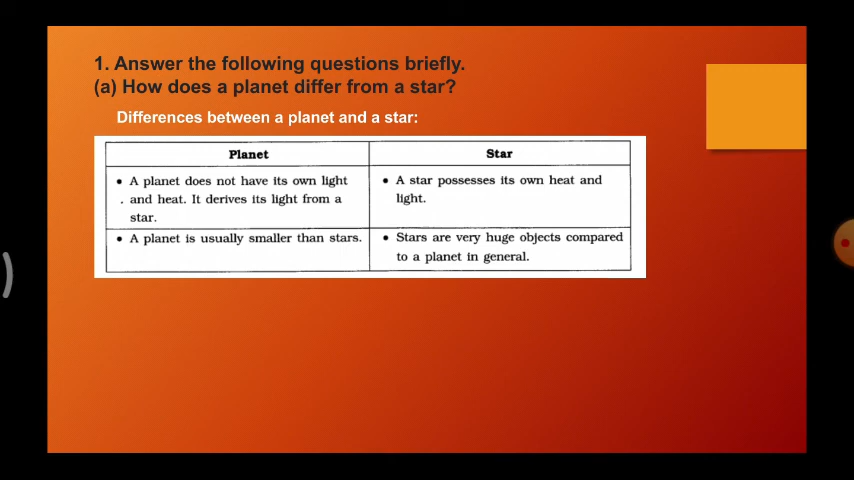 1. Answer the following questions briefly.
(a) How does a planet differ from a star?
Differences between a planet and a star:
Planet
Star
• A planet does not have its own light
. and heat. It derives its light from a
star.
• A star possesses its own heat and
light.
• A planet is usually smaller than stars.
• Stars are very huge objects compared
to a planet in general.